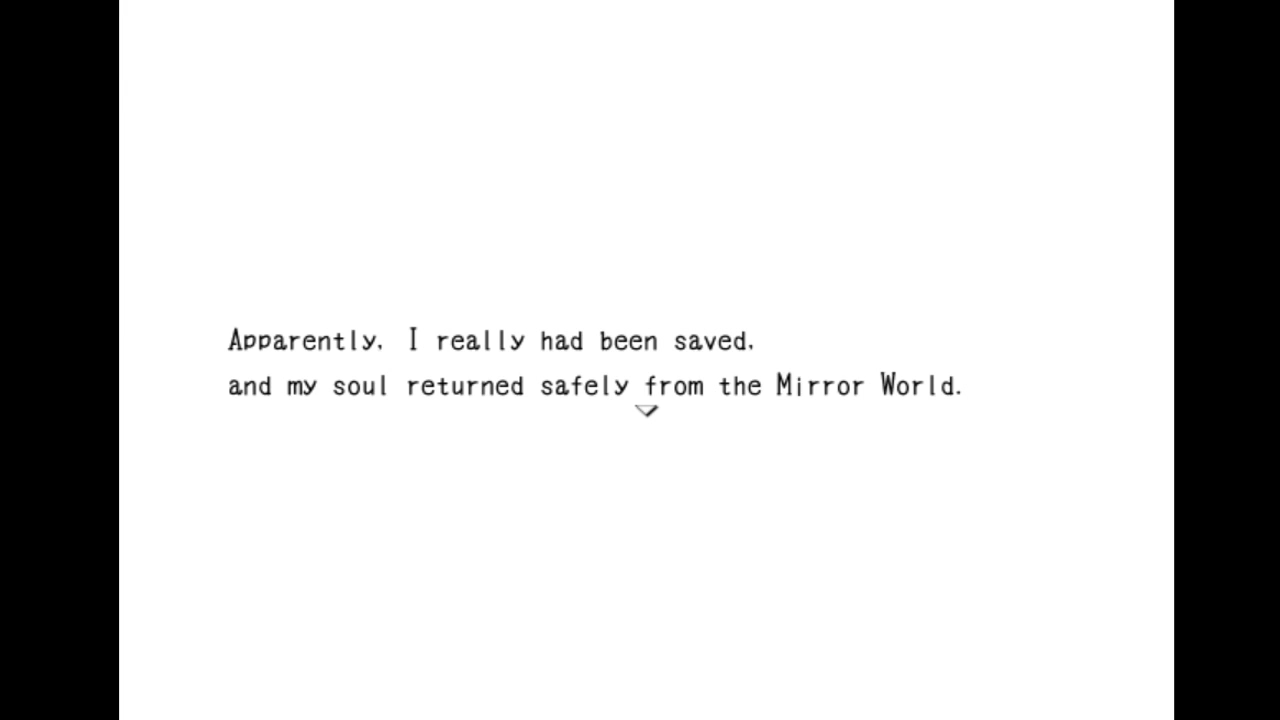 Apparently, I really had been saved,
and my soul returned safely from the Mirror World.